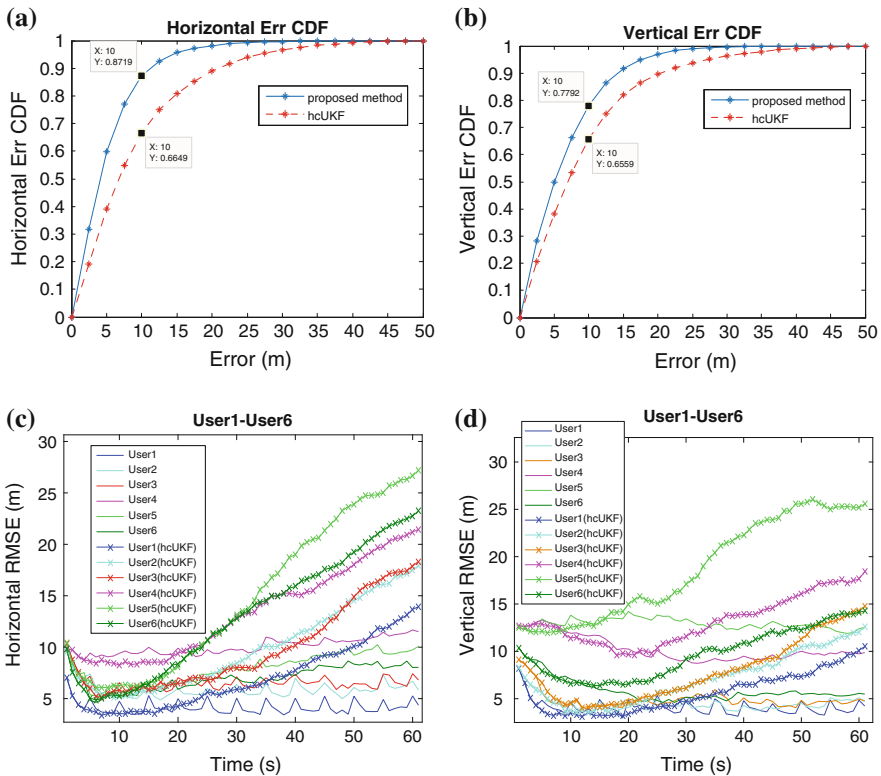 (a)
Horizontal Err CDF
1
0.9
0.8
0.7
0.6
0.5
0.4
0.3
0.2
0.1
0
Horizontal Err CDF
X: 10
Y: 0.8719
X: 10
Y: 0.6649
proposed method
hcUKF
0 5 10 15 20 25 30 35 40 45 50
Error (m)
(b)
Vertical Err CDF
1
0.9
0.8
0.7
0.6
0.5
0.4
0.3
0.2
0.1
0
Vertical Err CDF
X: 10
Y: 0.7792
X: 10
Y: 0.6559
proposed method
hcUKF
0 5 10 15 20 25 30 35 40 45 50
Error (m)
(c)
User1-User6
30
25
20
15
10
5
Horizontal RMSE (m)
User1
User2
User3
User4
User5
User6
User1(hcUKF)
User2(hcUKF)
User3(hcUKF)
User4(hcUKF)
User5(hcUKF)
User6(hcUKF)
10 20 30 40 50 60
Time (s)
(d)
User1-User6
30
25
20
15
10
5
Vertical RMSE (m)
User1
User2
User3
User4
User5
User6
User1(hcUKF)
User2(hcUKF)
User3(hcUKF)
User4(hcUKF)
User5(hcUKF)
User6(hcUKF)
10 20 30 40 50 60
Time (s)